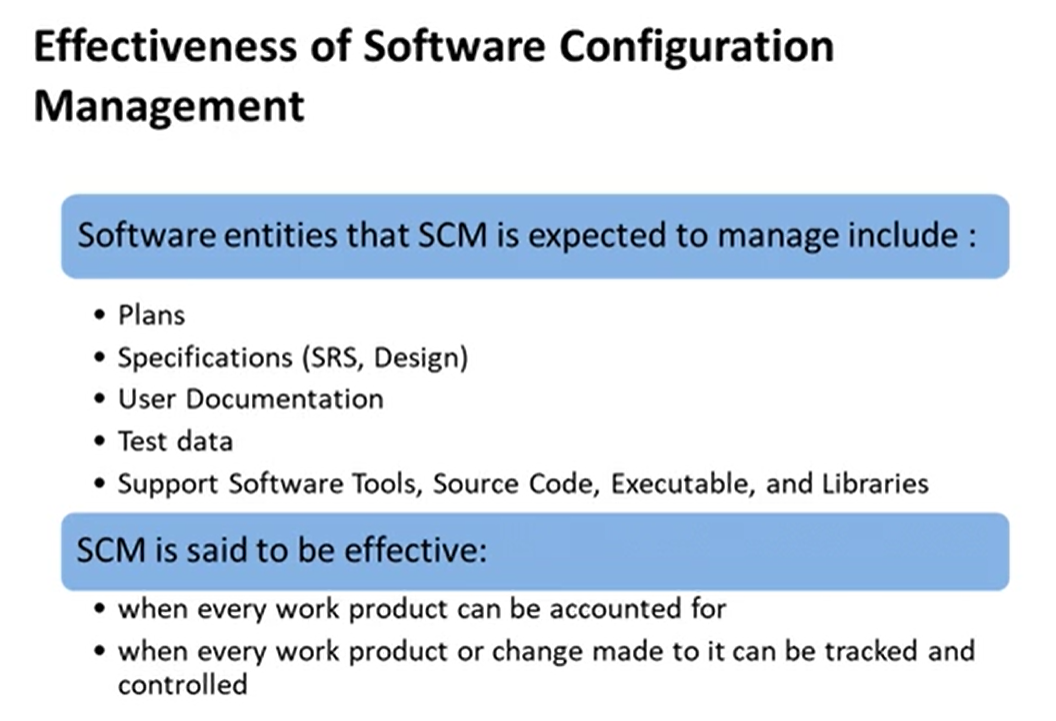 Effectiveness of Software Configuration
Management
Software entities that SCM is expected to manage include :
• Plans
• Specifications (SRS, Design)
• User Documentation
• Test data
• Support Software Tools, Source Code, Executable, and Libraries
SCM is said to be effective:
• when every work product can be accounted for
• when every work product or change made to it can be tracked and
controlled